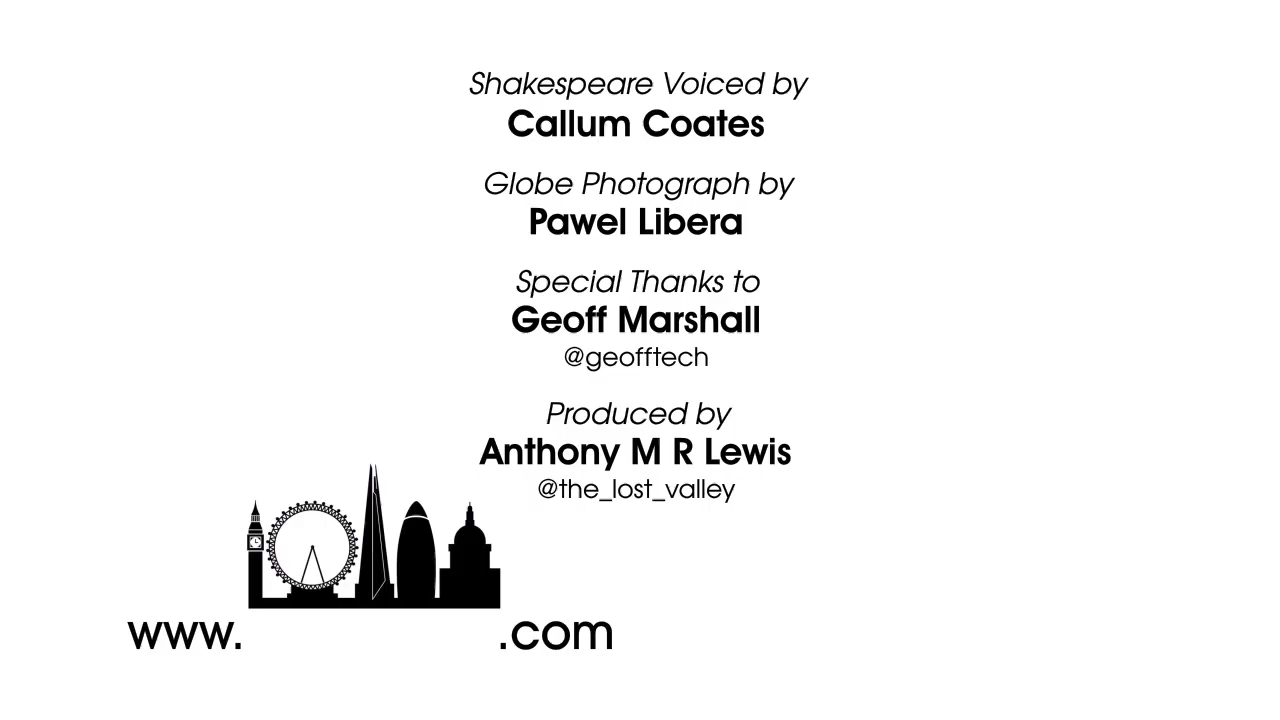 Shakespeare Voiced by
Callum Coates
Globe Photograph by
Pawel Libera
Special Thanks to
Geoff Marshall
@geofftech
Produced by
Anthony M R Lewis
@the_lost_valley
www. .com